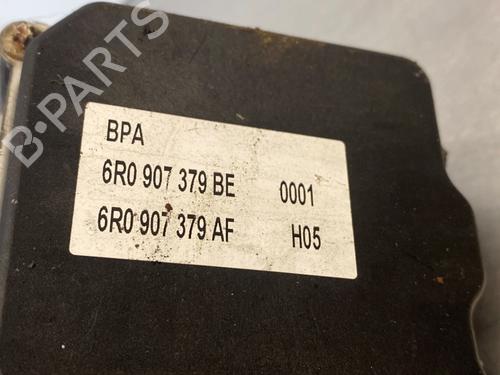 BPA
6R0 907 379 BE 0001
6R0 907 379 AF H05
B-PARTS